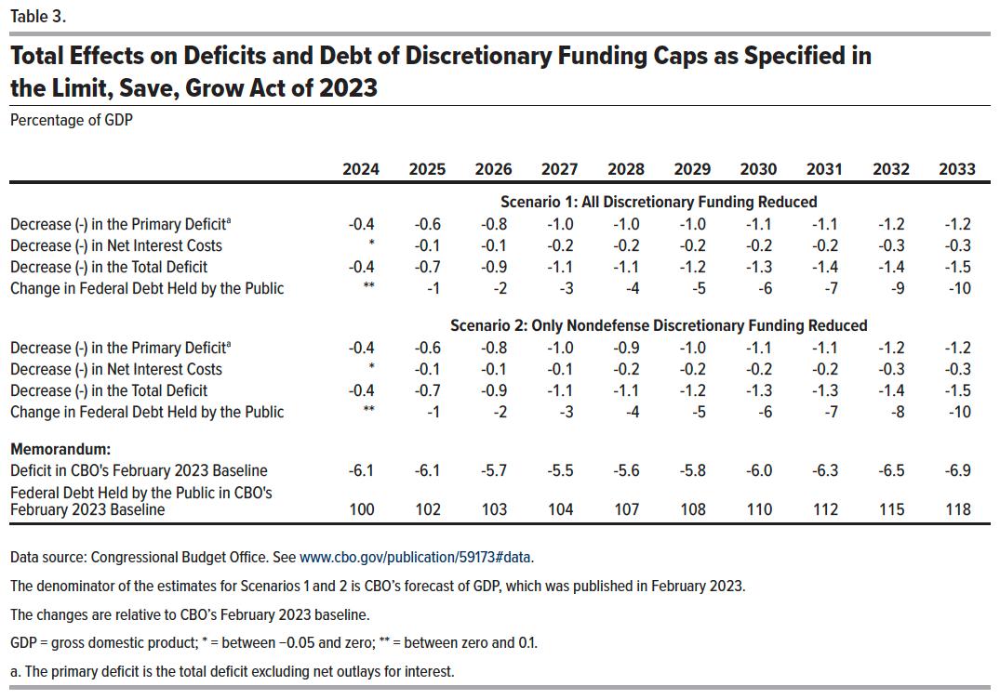 Table 3.
Total Effects on Deficits and Debt of Discretionary Funding Caps as Specified in
the Limit, Save, Grow Act of 2023
Percentage of GDP
2024 2025 2026 2027 2028 2029 2030 2031 2032 2033
Scenario 1: All Discretionary Funding Reduced
Decrease (-) in the Primary Deficitᵃ -0.4 -0.6 -0.8 -1.0 -1.0 -1.0 -1.1 -1.1 -1.2 -1.2
Decrease (-) in Net Interest Costs * -0.1 -0.1 -0.2 -0.2 -0.2 -0.2 -0.2 -0.3 -0.3
Decrease (-) in the Total Deficit -0.4 -0.7 -0.9 -1.1 -1.1 -1.2 -1.3 -1.4 -1.4 -1.5
Change in Federal Debt Held by the Public ** -1 -2 -3 -4 -5 -6 -7 -9 -10
Scenario 2: Only Nondefense Discretionary Funding Reduced
Decrease (-) in the Primary Deficitᵃ -0.4 -0.6 -0.8 -1.0 -0.9 -1.0 -1.1 -1.1 -1.2 -1.2
Decrease (-) in Net Interest Costs * -0.1 -0.1 -0.1 -0.2 -0.2 -0.2 -0.2 -0.3 -0.3
Decrease (-) in the Total Deficit -0.4 -0.7 -0.9 -1.1 -1.1 -1.2 -1.3 -1.3 -1.4 -1.5
Change in Federal Debt Held by the Public ** -1 -2 -3 -4 -5 -6 -7 -8 -10
Memorandum:
Deficit in CBO's February 2023 Baseline -6.1 -6.1 -5.7 -5.5 -5.6 -5.8 -6.0 -6.3 -6.5 -6.9
Federal Debt Held by the Public in CBO's
February 2023 Baseline 100 102 103 104 107 108 110 112 115 118
Data source: Congressional Budget Office. See www.cbo.gov/publication/59173#data.
The denominator of the estimates for Scenarios 1 and 2 is CBO’s forecast of GDP, which was published in February 2023.
The changes are relative to CBO’s February 2023 baseline.
GDP = gross domestic product; * = between −0.05 and zero; ** = between zero and 0.1.
a. The primary deficit is the total deficit excluding net outlays for interest.